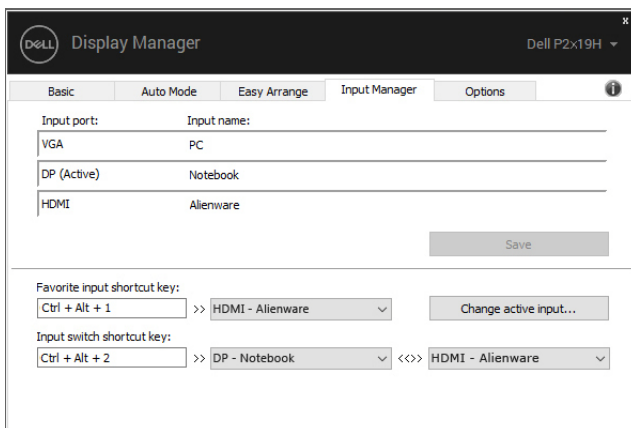 x
DELL Display Manager Dell P2x19H
Basic Auto Mode Easy Arrange Input Manager Options i
Input port: Input name:
VGA PC
DP (Active) Notebook
HDMI Alienware
Save
Favorite input shortcut key:
Ctrl + Alt + 1 >> HDMI - Alienware Change active input...
Input switch shortcut key:
Ctrl + Alt + 2 >> DP - Notebook <<>> HDMI - Alienware